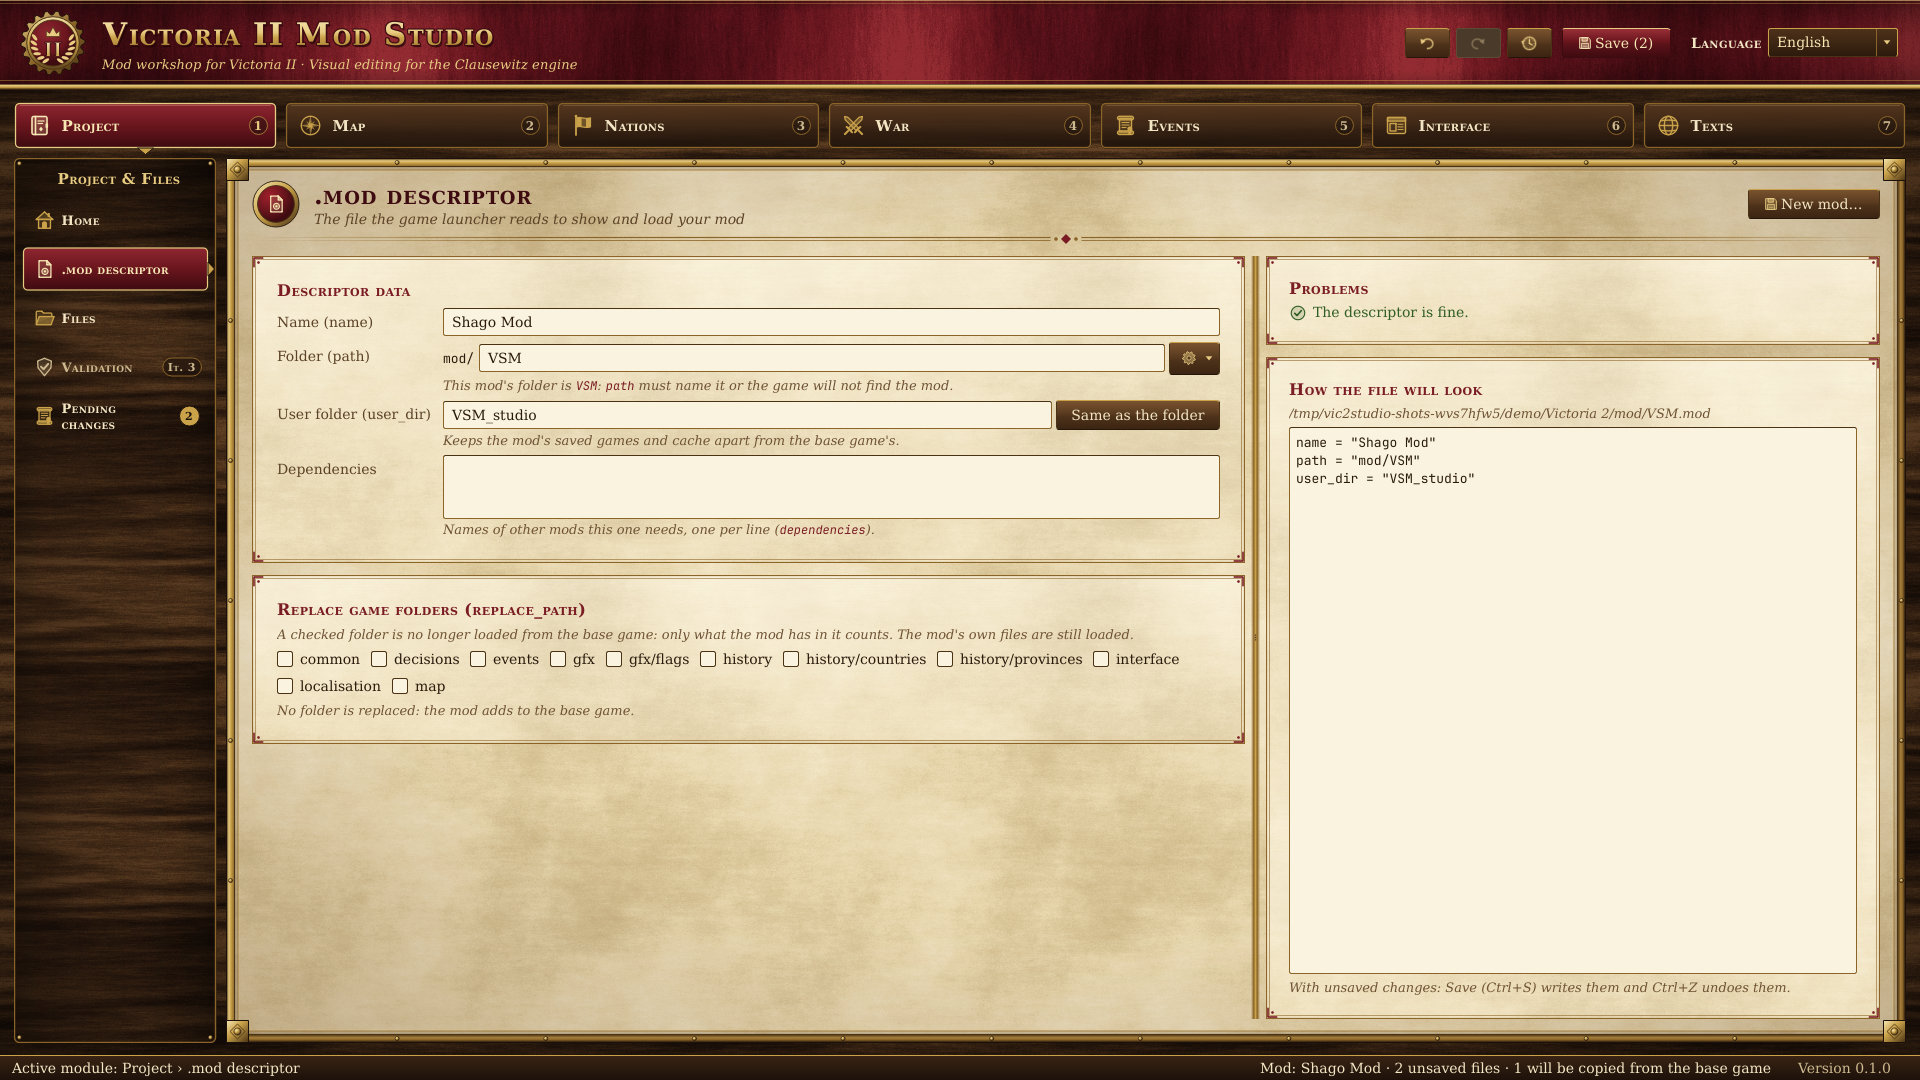 Victoria II Mod Studio
Mod workshop for Victoria II · Visual editing for the Clausewitz engine
Save (2)
Language
English
Project 1
Map 2
Nations 3
War 4
Events 5
Interface 6
Texts 7
Project & Files
Home
.mod descriptor
Files
Validation It. 3
Pending changes 2
II
.mod descriptor
The file the game launcher reads to show and load your mod
New mod...
Descriptor data
Name (name) Shago Mod
Folder (path) mod/ VSM
This mod's folder is VSM: path must name it or the game will not find the mod.
User folder (user_dir) VSM_studio Same as the folder
Keeps the mod's saved games and cache apart from the base game's.
Dependencies
Names of other mods this one needs, one per line (dependencies).
Replace game folders (replace_path)
A checked folder is no longer loaded from the base game: only what the mod has in it counts. The mod's own files are still loaded.
common decisions events gfx gfx/flags history history/countries history/provinces interface
localisation map
No folder is replaced: the mod adds to the base game.
Problems
The descriptor is fine.
How the file will look
/tmp/vic2studio-shots-wvs7hfw5/demo/Victoria 2/mod/VSM.mod
name = "Shago Mod"
path = "mod/VSM"
user_dir = "VSM_studio"
With unsaved changes: Save (Ctrl+S) writes them and Ctrl+Z undoes them.
Active module: Project › .mod descriptor
Mod: Shago Mod · 2 unsaved files · 1 will be copied from the base game
Version 0.1.0